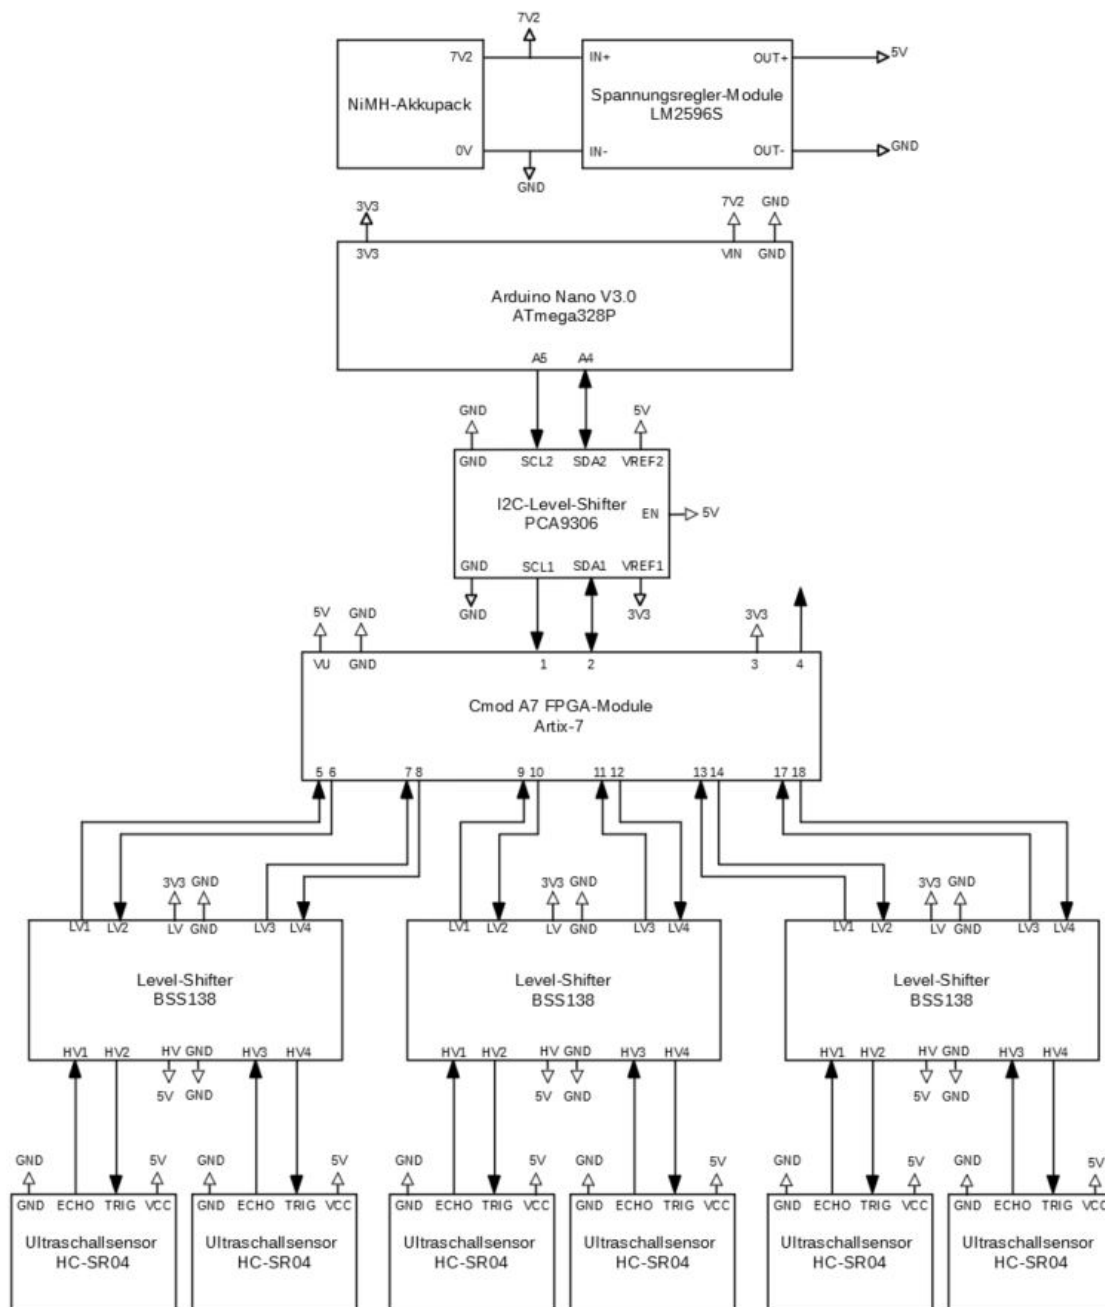 7V2
7V2 IN+ OUT+ 5V
NiMH-Akkupack
Spannungsregler-Module
LM2596S
0V IN- OUT- GND
GND
3V3 7V2 GND
3V3 VIN GND
Arduino Nano V3.0
ATmega328P
A5 A4
GND 5V
GND SCL2 SDA2 VREF2
I2C-Level-Shifter
PCA9306
EN 5V
GND SCL1 SDA1 VREF1
GND 3V3
5V GND 3V3
VU GND 1 2 3 4
Cmod A7 FPGA-Module
Artix-7
5 6 7 8 9 10 11 12 13 14 17 18
3V3 GND 3V3 GND 3V3 GND
LV1 LV2 LV GND LV3 LV4 LV1 LV2 LV GND LV3 LV4 LV1 LV2 LV GND LV3 LV4
Level-Shifter Level-Shifter Level-Shifter
BSS138 BSS138 BSS138
HV1 HV2 HV GND HV3 HV4 HV1 HV2 HV GND HV3 HV4 HV1 HV2 HV GND HV3 HV4
5V GND 5V GND 5V GND
GND 5V GND 5V GND 5V GND 5V GND 5V GND 5V
GND ECHO TRIG VCC GND ECHO TRIG VCC GND ECHO TRIG VCC GND ECHO TRIG VCC GND ECHO TRIG VCC GND ECHO TRIG VCC
Ultraschallsensor Ultraschallsensor Ultraschallsensor Ultraschallsensor Ultraschallsensor Ultraschallsensor
HC-SR04 HC-SR04 HC-SR04 HC-SR04 HC-SR04 HC-SR04